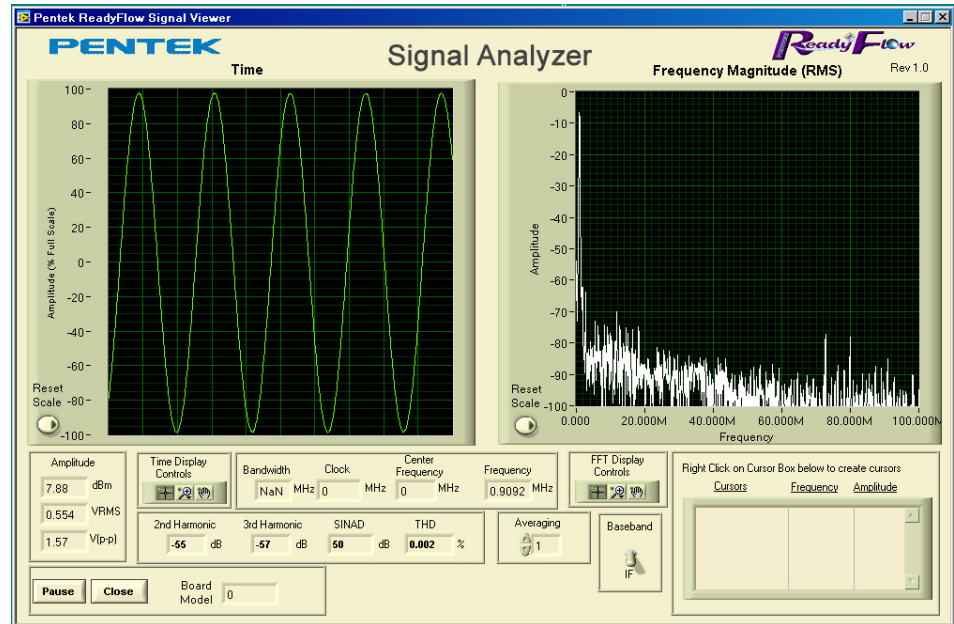 Pentek ReadyFlow Signal Viewer
PENTEK
Signal Analyzer
ReadyFlow
Rev 1.0
Time
Frequency Magnitude (RMS)
Amplitude (% Full Scale)
100
80
60
40
20
0
-20
-40
-60
-80
-100
Reset
Scale
Amplitude
0
-10
-20
-30
-40
-50
-60
-70
-80
-90
-100
Reset
Scale
0.000 20.000M 40.000M 60.000M 80.000M 100.000M
Frequency
Amplitude
7.88 dBm
0.554 VRMS
1.57 V(p-p)
Time Display
Controls
Bandwidth
NaN MHz
Clock
0 MHz
Center
Frequency
0 MHz
Frequency
0.9092 MHz
FFT Display
Controls
2nd Harmonic
-55 dB
3rd Harmonic
-57 dB
SINAD
50 dB
THD
0.002 %
Averaging
1
Baseband
IF
Right Click on Cursor Box below to create cursors
Cursors Frequency Amplitude
Pause
Close
Board
Model
0